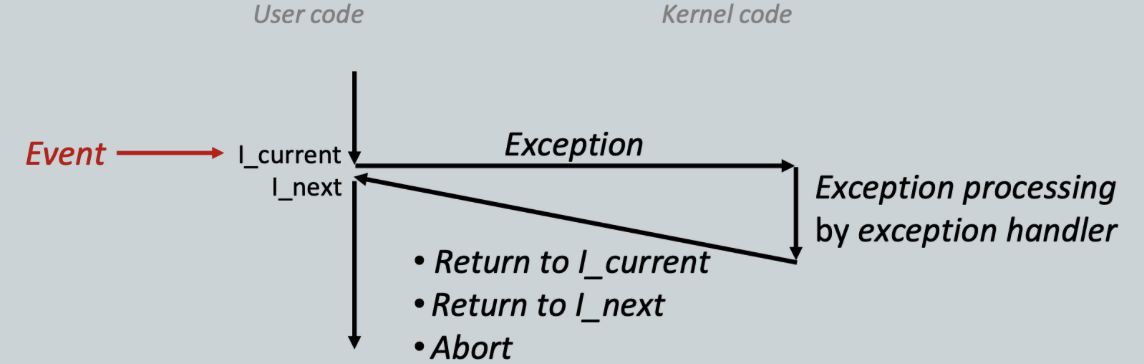 User code
Kernel code
Event
I_current
Exception
I_next
Exception processing
by exception handler
• Return to I_current
• Return to I_next
• Abort